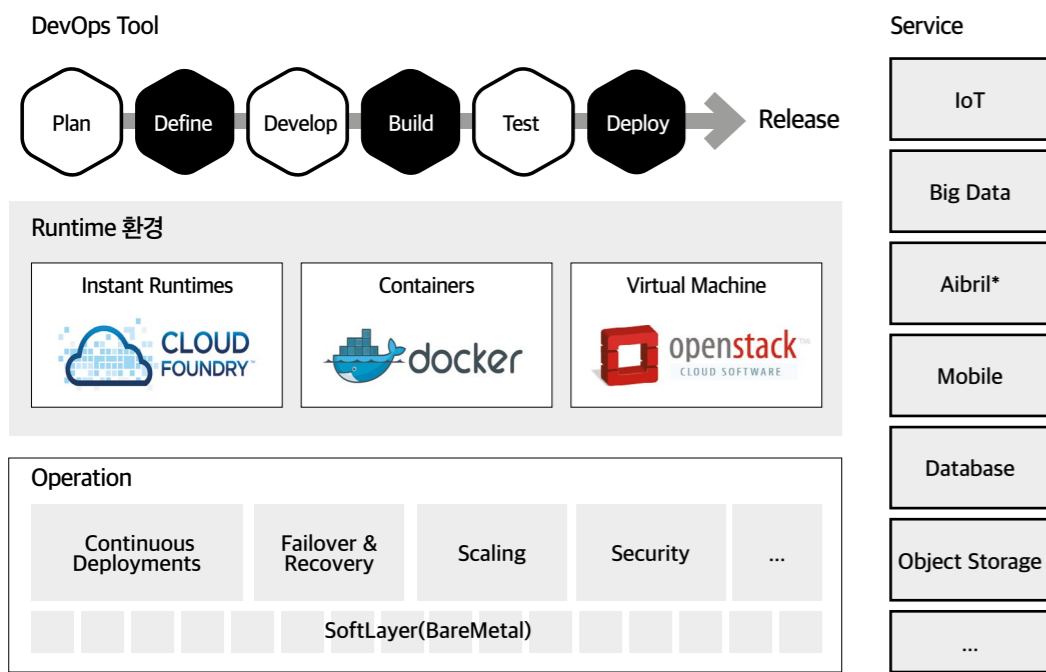 DevOps Tool
Plan
Define
Develop
Build
Test
Deploy
Release
Runtime 환경
Instant Runtimes
CLOUD
FOUNDRY™
Containers
docker
Virtual Machine
openstack™
CLOUD SOFTWARE
Operation
Continuous
Deployments
Failover &
Recovery
Scaling
Security
...
SoftLayer(BareMetal)
Service
IoT
Big Data
Aibril*
Mobile
Database
Object Storage
...